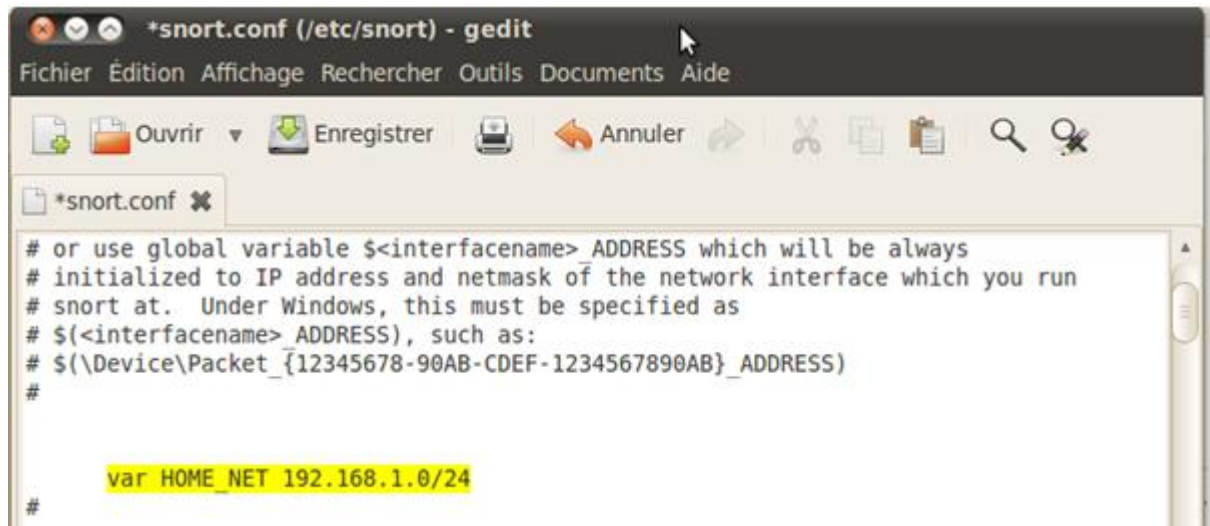 *snort.conf (/etc/snort) - gedit
Fichier Édition Affichage Rechercher Outils Documents Aide
Ouvrir Enregistrer Annuler
*snort.conf
# or use global variable $<interfacename>_ADDRESS which will be always
# initialized to IP address and netmask of the network interface which you run
# snort at.  Under Windows, this must be specified as
# $(<interfacename>_ADDRESS), such as:
# $(\Device\Packet_{12345678-90AB-CDEF-1234567890AB}_ADDRESS)
#
var HOME_NET 192.168.1.0/24
#